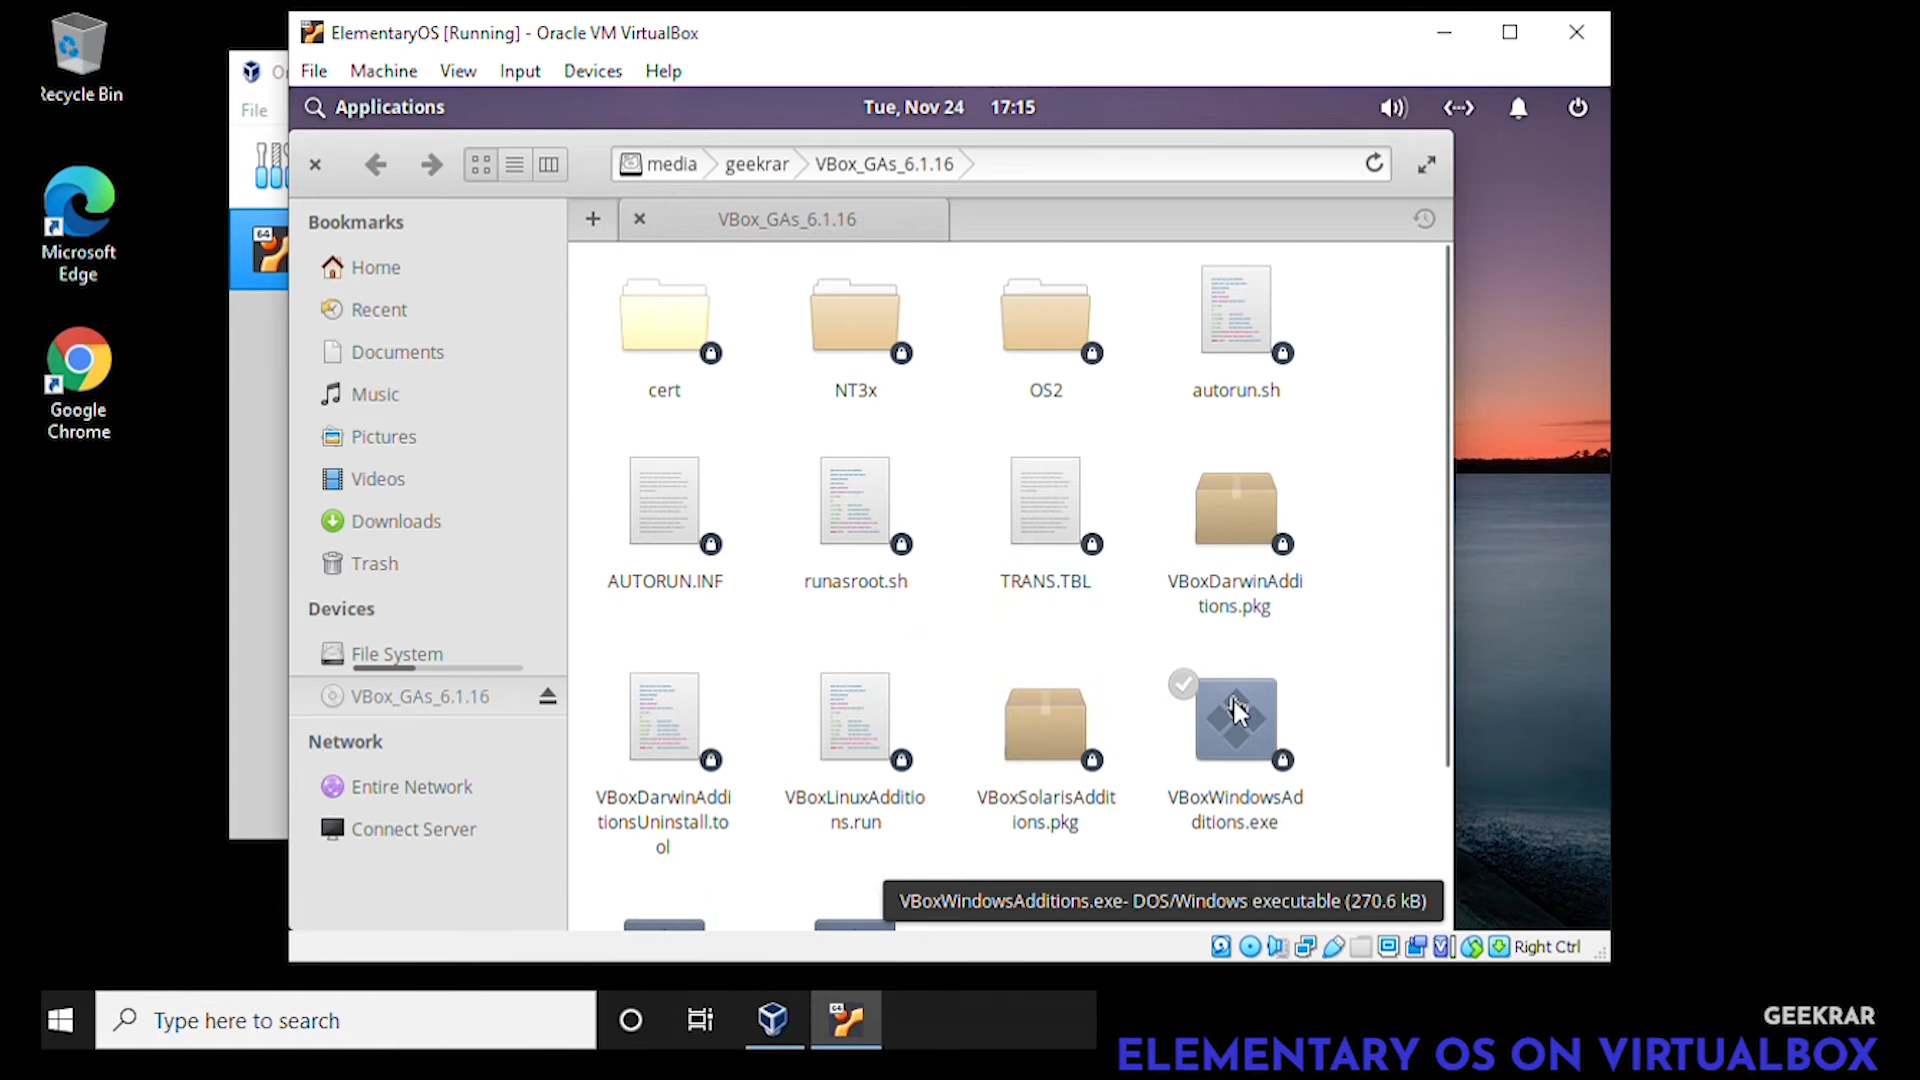 Recycle Bin
Microsoft
Edge
Google
Chrome
File
ElementaryOS [Running] - Oracle VM VirtualBox
File Machine View Input Devices Help
Applications
Tue, Nov 24 17:15
media geekrar VBox_GAs_6.1.16
VBox_GAs_6.1.16
Bookmarks
Home
Recent
Documents
Music
Pictures
Videos
Downloads
Trash
Devices
File System
VBox_GAs_6.1.16
Network
Entire Network
Connect Server
cert
NT3x
OS2
autorun.sh
AUTORUN.INF
runasroot.sh
TRANS.TBL
VBoxDarwinAddi
tions.pkg
VBoxDarwinAddi
tionsUninstall.to
ol
VBoxLinuxAdditio
ns.run
VBoxSolarisAddit
ions.pkg
VBoxWindowsAd
ditions.exe
VBoxWindowsAdditions.exe- DOS/Windows executable (270.6 kB)
Right Ctrl
Type here to search
GEEKRAR
ELEMENTARY OS ON VIRTUALBOX